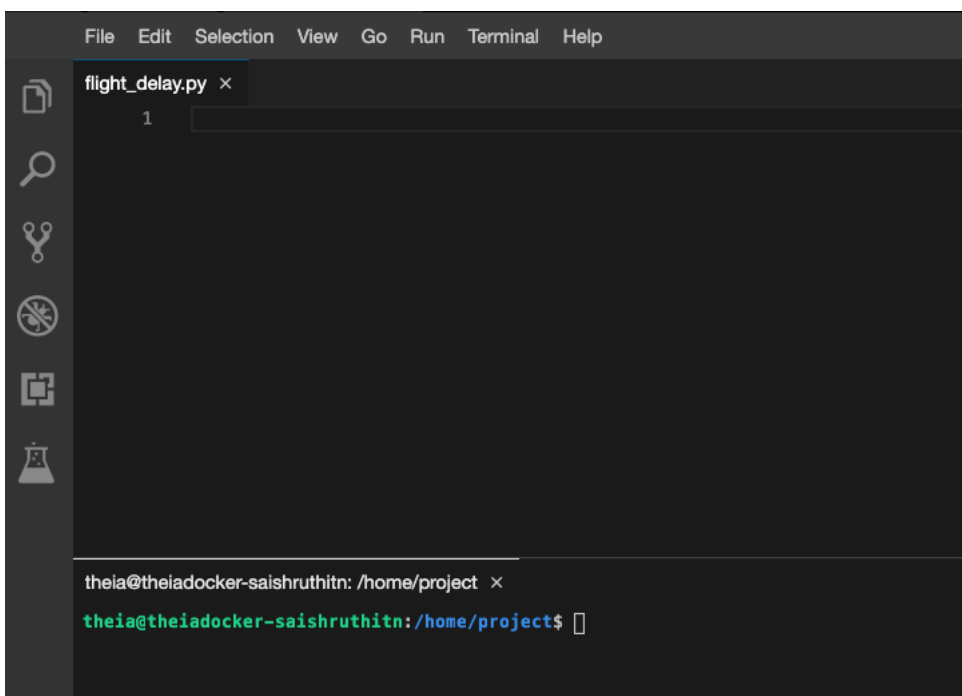 File Edit Selection View Go Run Terminal Help
flight_delay.py ×
1
theia@theiadocker-saishruthitn: /home/project ×
theia@theiadocker-saishruthitn:/home/project$